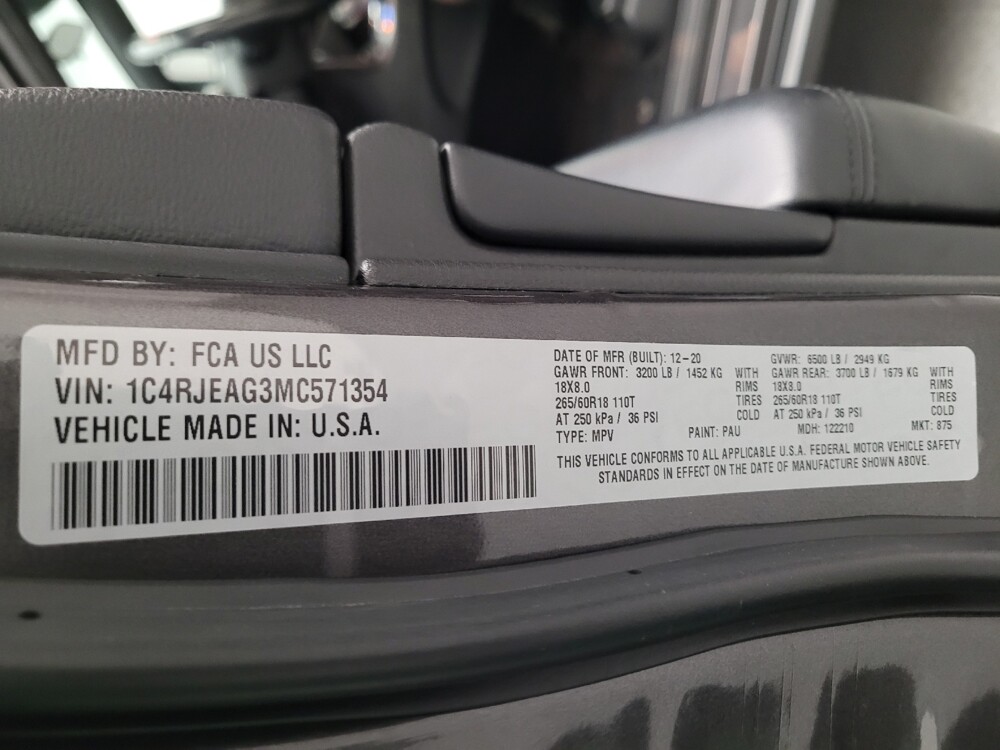 MFD BY: FCA US LLC
VIN: 1C4RJEAG3MC571354
VEHICLE MADE IN: U.S.A.
DATE OF MFR (BUILT): 12-20 GVWR: 6500 LB / 2949 KG
GAWR FRONT: 3200 LB / 1452 KG WITH GAWR REAR: 3700 LB / 1679 KG WITH
18X8.0 RIMS 18X8.0 RIMS
265/60R18 110T TIRES 265/60R18 110T TIRES
AT 250 kPa / 36 PSI COLD AT 250 kPa / 36 PSI COLD
TYPE: MPV PAINT: PAU MDH: 122210 MKT: 875
THIS VEHICLE CONFORMS TO ALL APPLICABLE U.S.A. FEDERAL MOTOR VEHICLE SAFETY
STANDARDS IN EFFECT ON THE DATE OF MANUFACTURE SHOWN ABOVE.